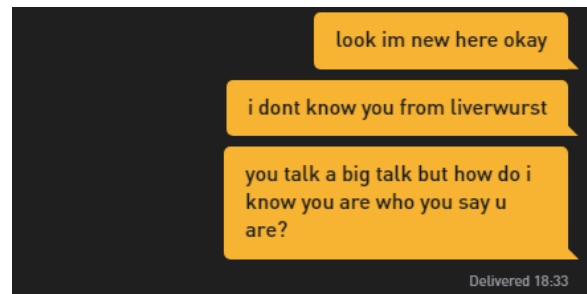 look im new here okay
i dont know you from liverwurst
you talk a big talk but how do i
know you are who you say u
are?
Delivered 18:33